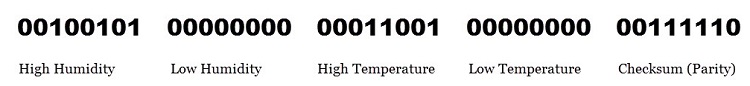 00100101 00000000 00011001 00000000 00111110
High Humidity Low Humidity High Temperature Low Temperature Checksum (Parity)